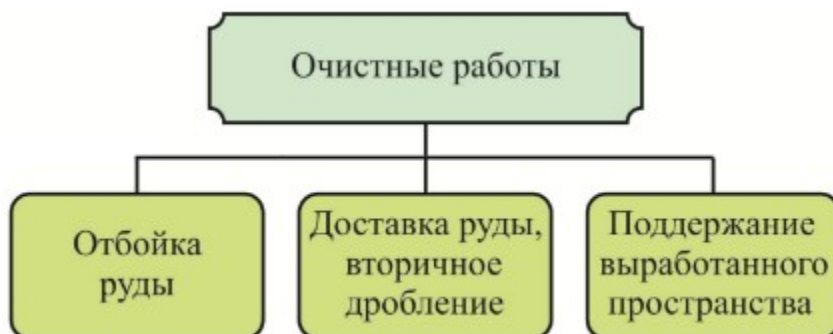 Очистные работы
Отбойка
руды
Доставка руды,
вторичное
дробление
Поддержание
выработанного
пространства